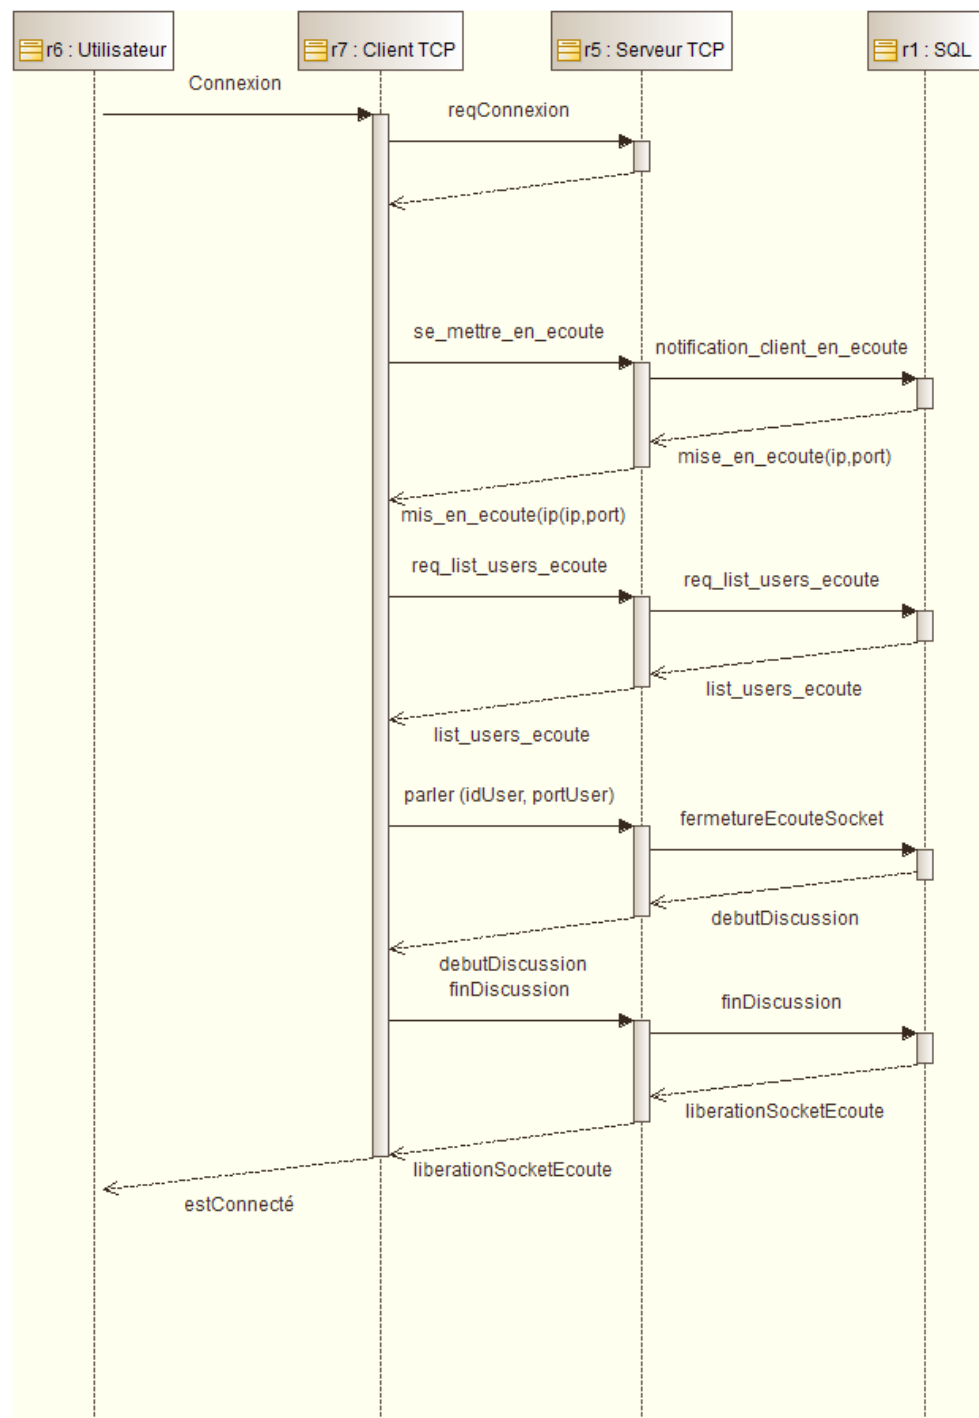 r6 : Utilisateur
r7 : Client TCP
r5 : Serveur TCP
r1 : SQL
Connexion
reqConnexion
se_mettre_en_ecoute
notification_client_en_ecoute
mise_en_ecoute(ip,port)
mis_en_ecoute(ip(ip,port)
req_list_users_ecoute
req_list_users_ecoute
list_users_ecoute
list_users_ecoute
parler (idUser, portUser)
fermetureEcouteSocket
debutDiscussion
debutDiscussion
finDiscussion
finDiscussion
liberationSocketEcoute
liberationSocketEcoute
estConnecté